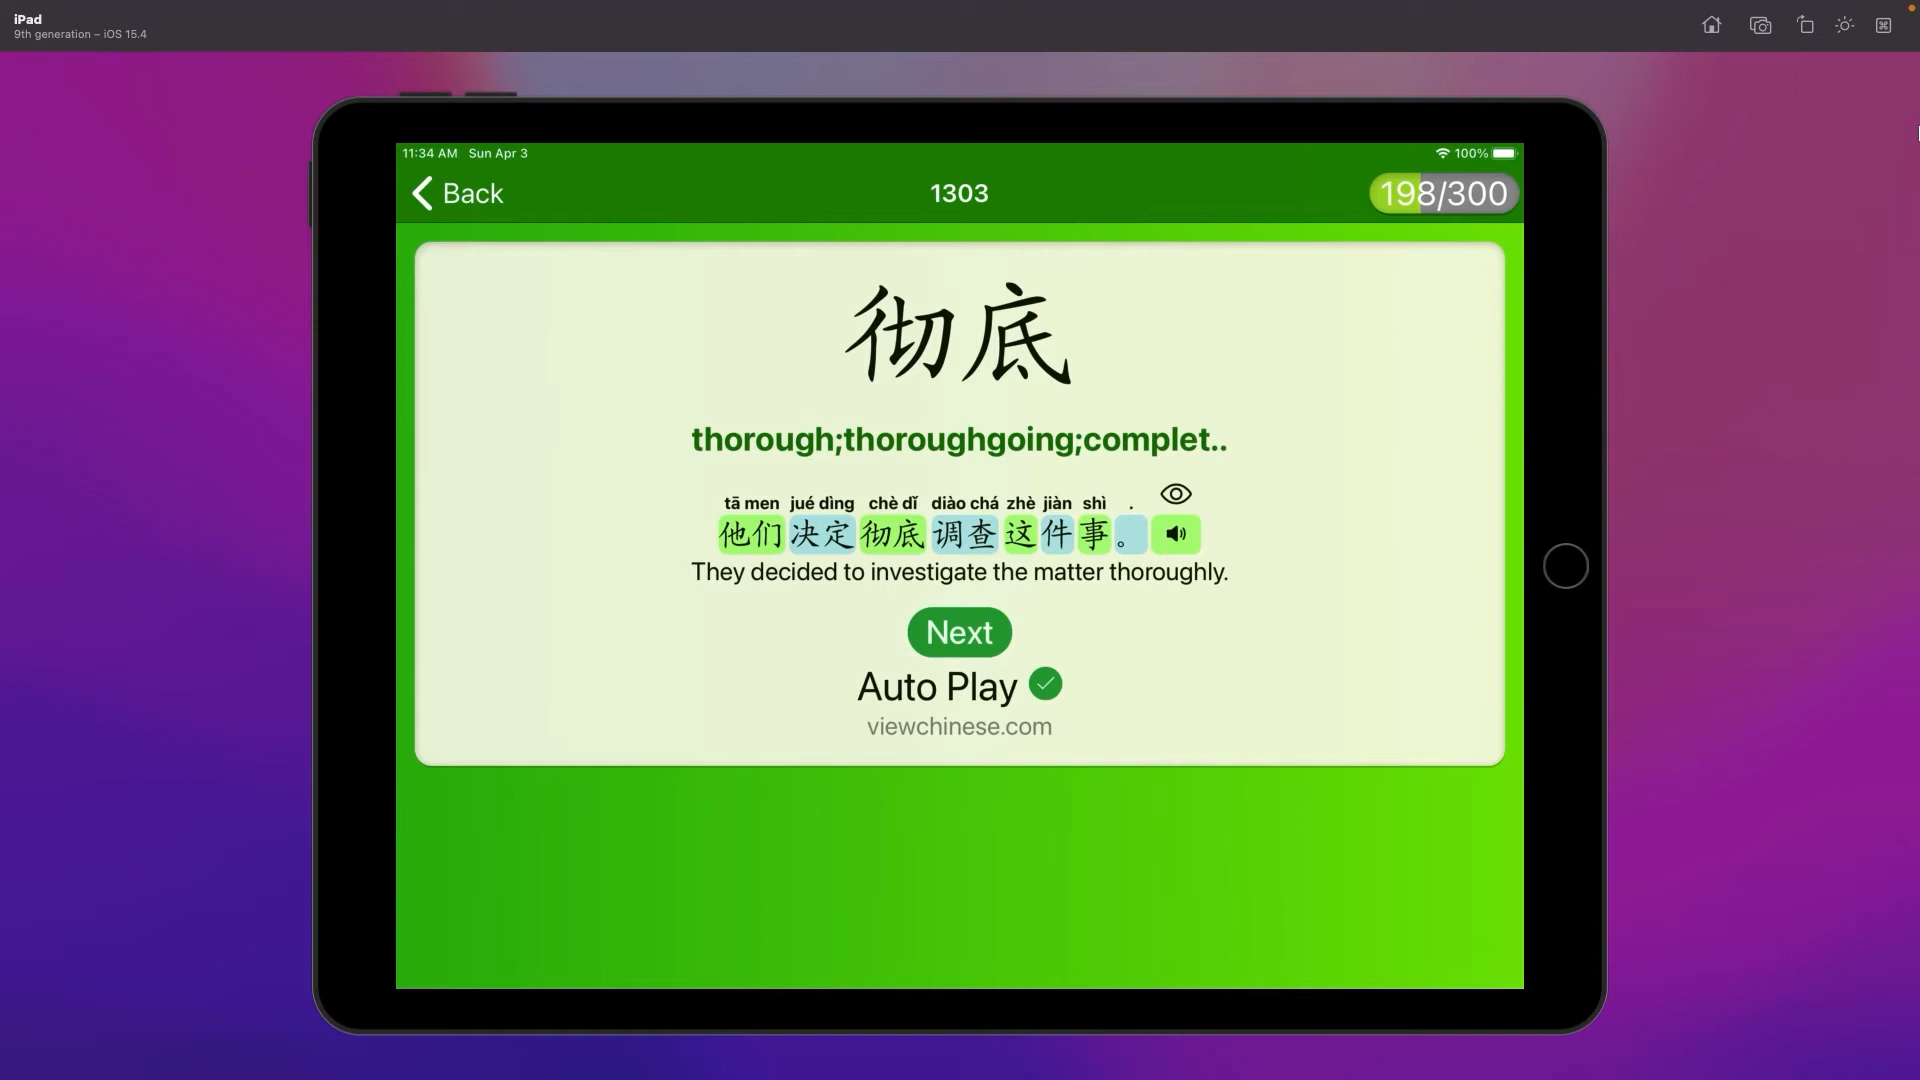 iPad
9th generation – iOS 15.4
11:34 AM Sun Apr 3
100%
Back
1303
198/300
彻底
thorough;thoroughgoing;complet..
tā men jué dìng chè dǐ diào chá zhè jiàn shì .
他们决定彻底调查这件事。
They decided to investigate the matter thoroughly.
Next
Auto Play
viewchinese.com